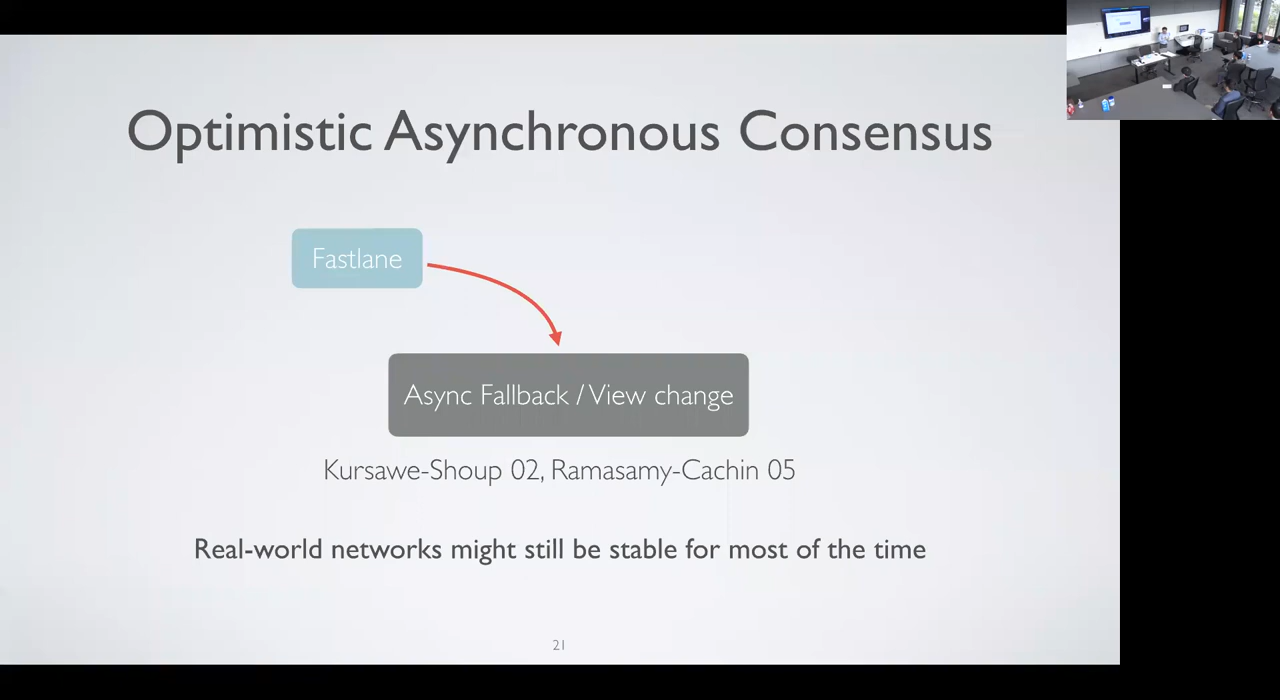 Optimistic Asynchronous Consensus
Fastlane
Async Fallback / View change
Kursawe-Shoup 02, Ramasamy-Cachin 05
Real-world networks might still be stable for most of the time
21